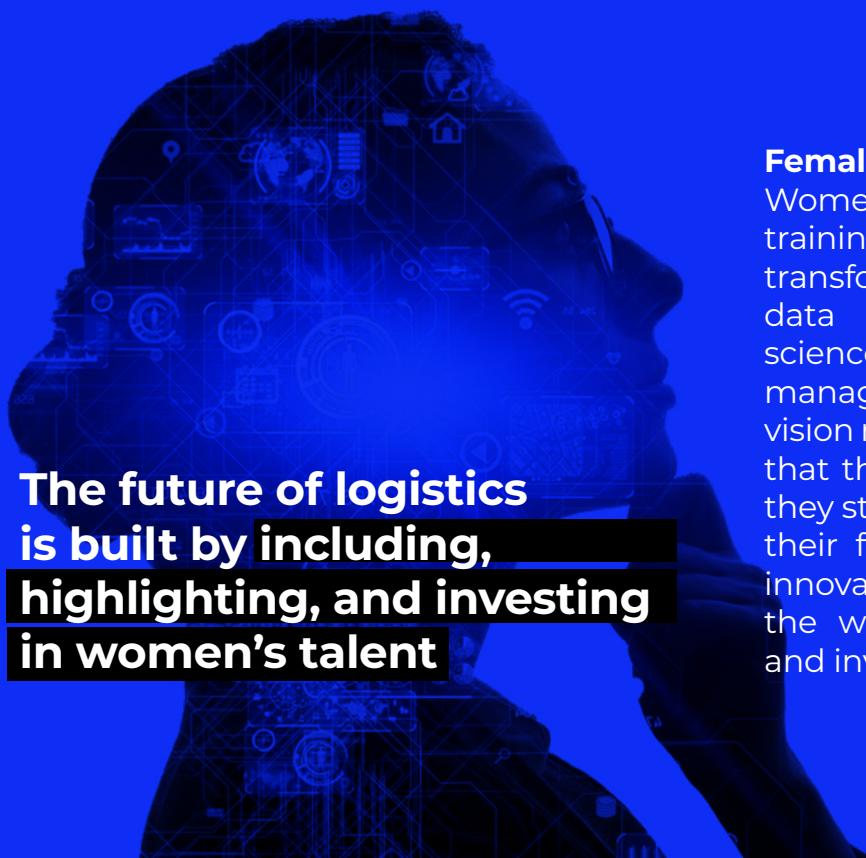 The future of logistics
is built by including,
highlighting, and investing
in women’s talent
Femal
Wome
trainin
transfo
data
science
manag
vision
that th
they st
their f
innova
the w
and inv